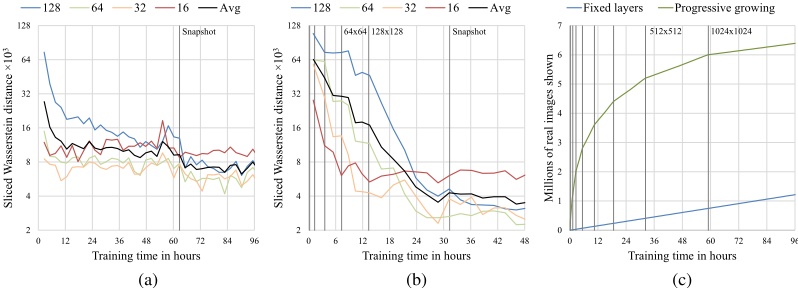 128 64 32 16 Avg
128
64
32
16
8
4
2
Sliced Wasserstein distance ×10³
Snapshot
0 12 24 36 48 60 72 84 96
Training time in hours
(a)
128 64 32 16 Avg
128
64
32
16
8
4
2
Sliced Wasserstein distance ×10³
64x64 128x128 Snapshot
0 6 12 18 24 30 36 42 48
Training time in hours
(b)
Fixed layers Progressive growing
7
6
5
4
3
2
1
0
Millions of real images shown
512x512 1024x1024
0 12 24 36 48 60 72 84 96
Training time in hours
(c)